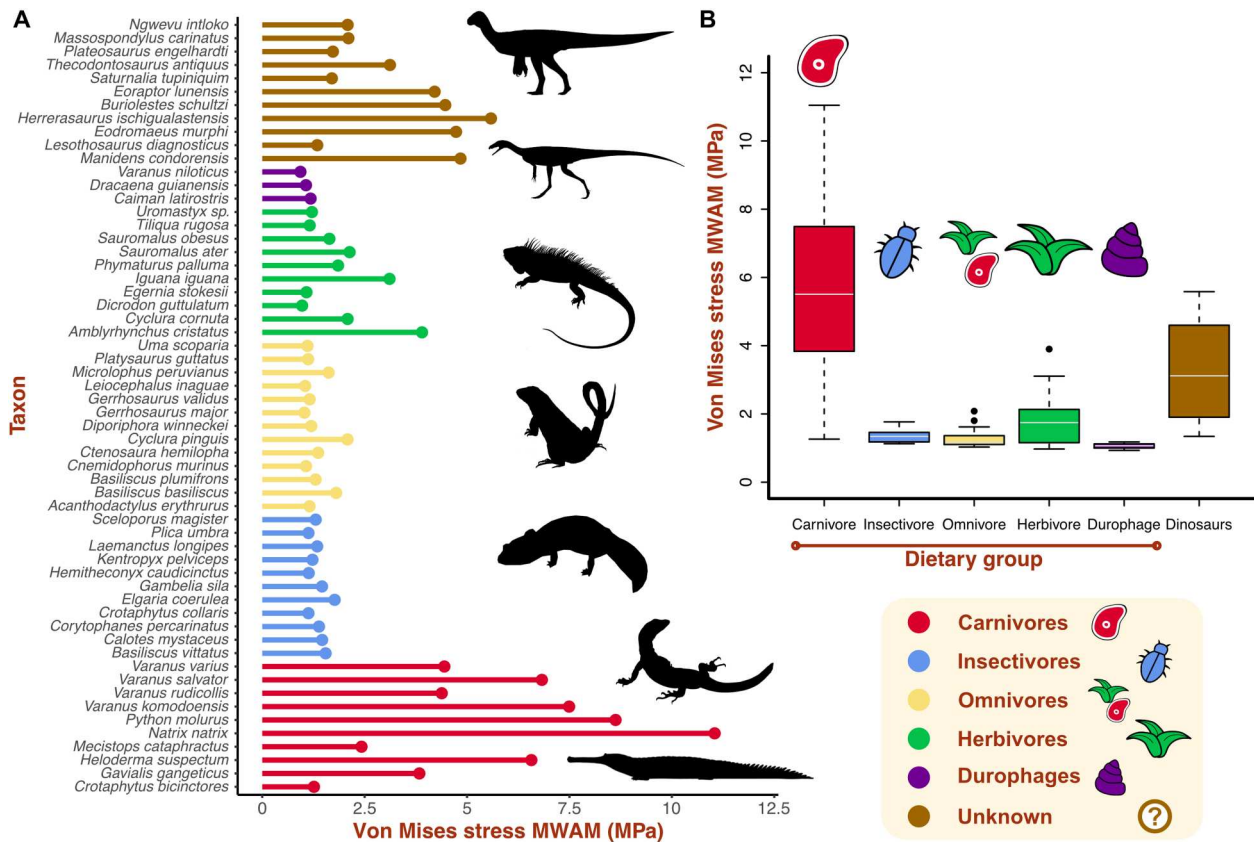 A
Taxon
Ngwevu intloko
Massospondylus carinatus
Plateosaurus engelhardti
Thecodontosaurus antiquus
Saturnalia tupiniquim
Eoraptor lunensis
Buriolestes schultzi
Herrerasaurus ischigualastensis
Eodromaeus murphi
Lesothosaurus diagnosticus
Manidens condorensis
Varanus niloticus
Dracaena guianensis
Caiman latirostris
Uromastyx sp.
Tiliqua rugosa
Sauromalus obesus
Sauromalus ater
Phymaturus palluma
Iguana iguana
Egernia stokesii
Dicrodon guttulatum
Cyclura cornuta
Amblyrhynchus cristatus
Uma scoparia
Platysaurus guttatus
Microlophus peruvianus
Leiocephalus inaguae
Gerrhosaurus validus
Gerrhosaurus major
Diporiphora winneckei
Cyclura pinguis
Ctenosaura hemilopha
Cnemidophorus murinus
Basiliscus plumifrons
Basiliscus basiliscus
Acanthodactylus erythrurus
Sceloporus magister
Plica umbra
Laemanctus longipes
Kentropyx pelviceps
Hemitheconyx caudicinctus
Gambelia sila
Elgaria coerulea
Crotaphytus collaris
Corytophanes percarinatus
Calotes mystaceus
Basiliscus vittatus
Varanus varius
Varanus salvator
Varanus rudicollis
Varanus komodoensis
Python molurus
Natrix natrix
Mecistops cataphractus
Heloderma suspectum
Gavialis gangeticus
Crotaphytus bicinctores
0 2.5 5 7.5 10 12.5
Von Mises stress MWAM (MPa)
B
Von Mises stress MWAM (MPa)
12
10
8
6
4
2
0
Carnivore Insectivore Omnivore Herbivore Durophage Dinosaurs
Dietary group
Carnivores
Insectivores
Omnivores
Herbivores
Durophages
Unknown ?